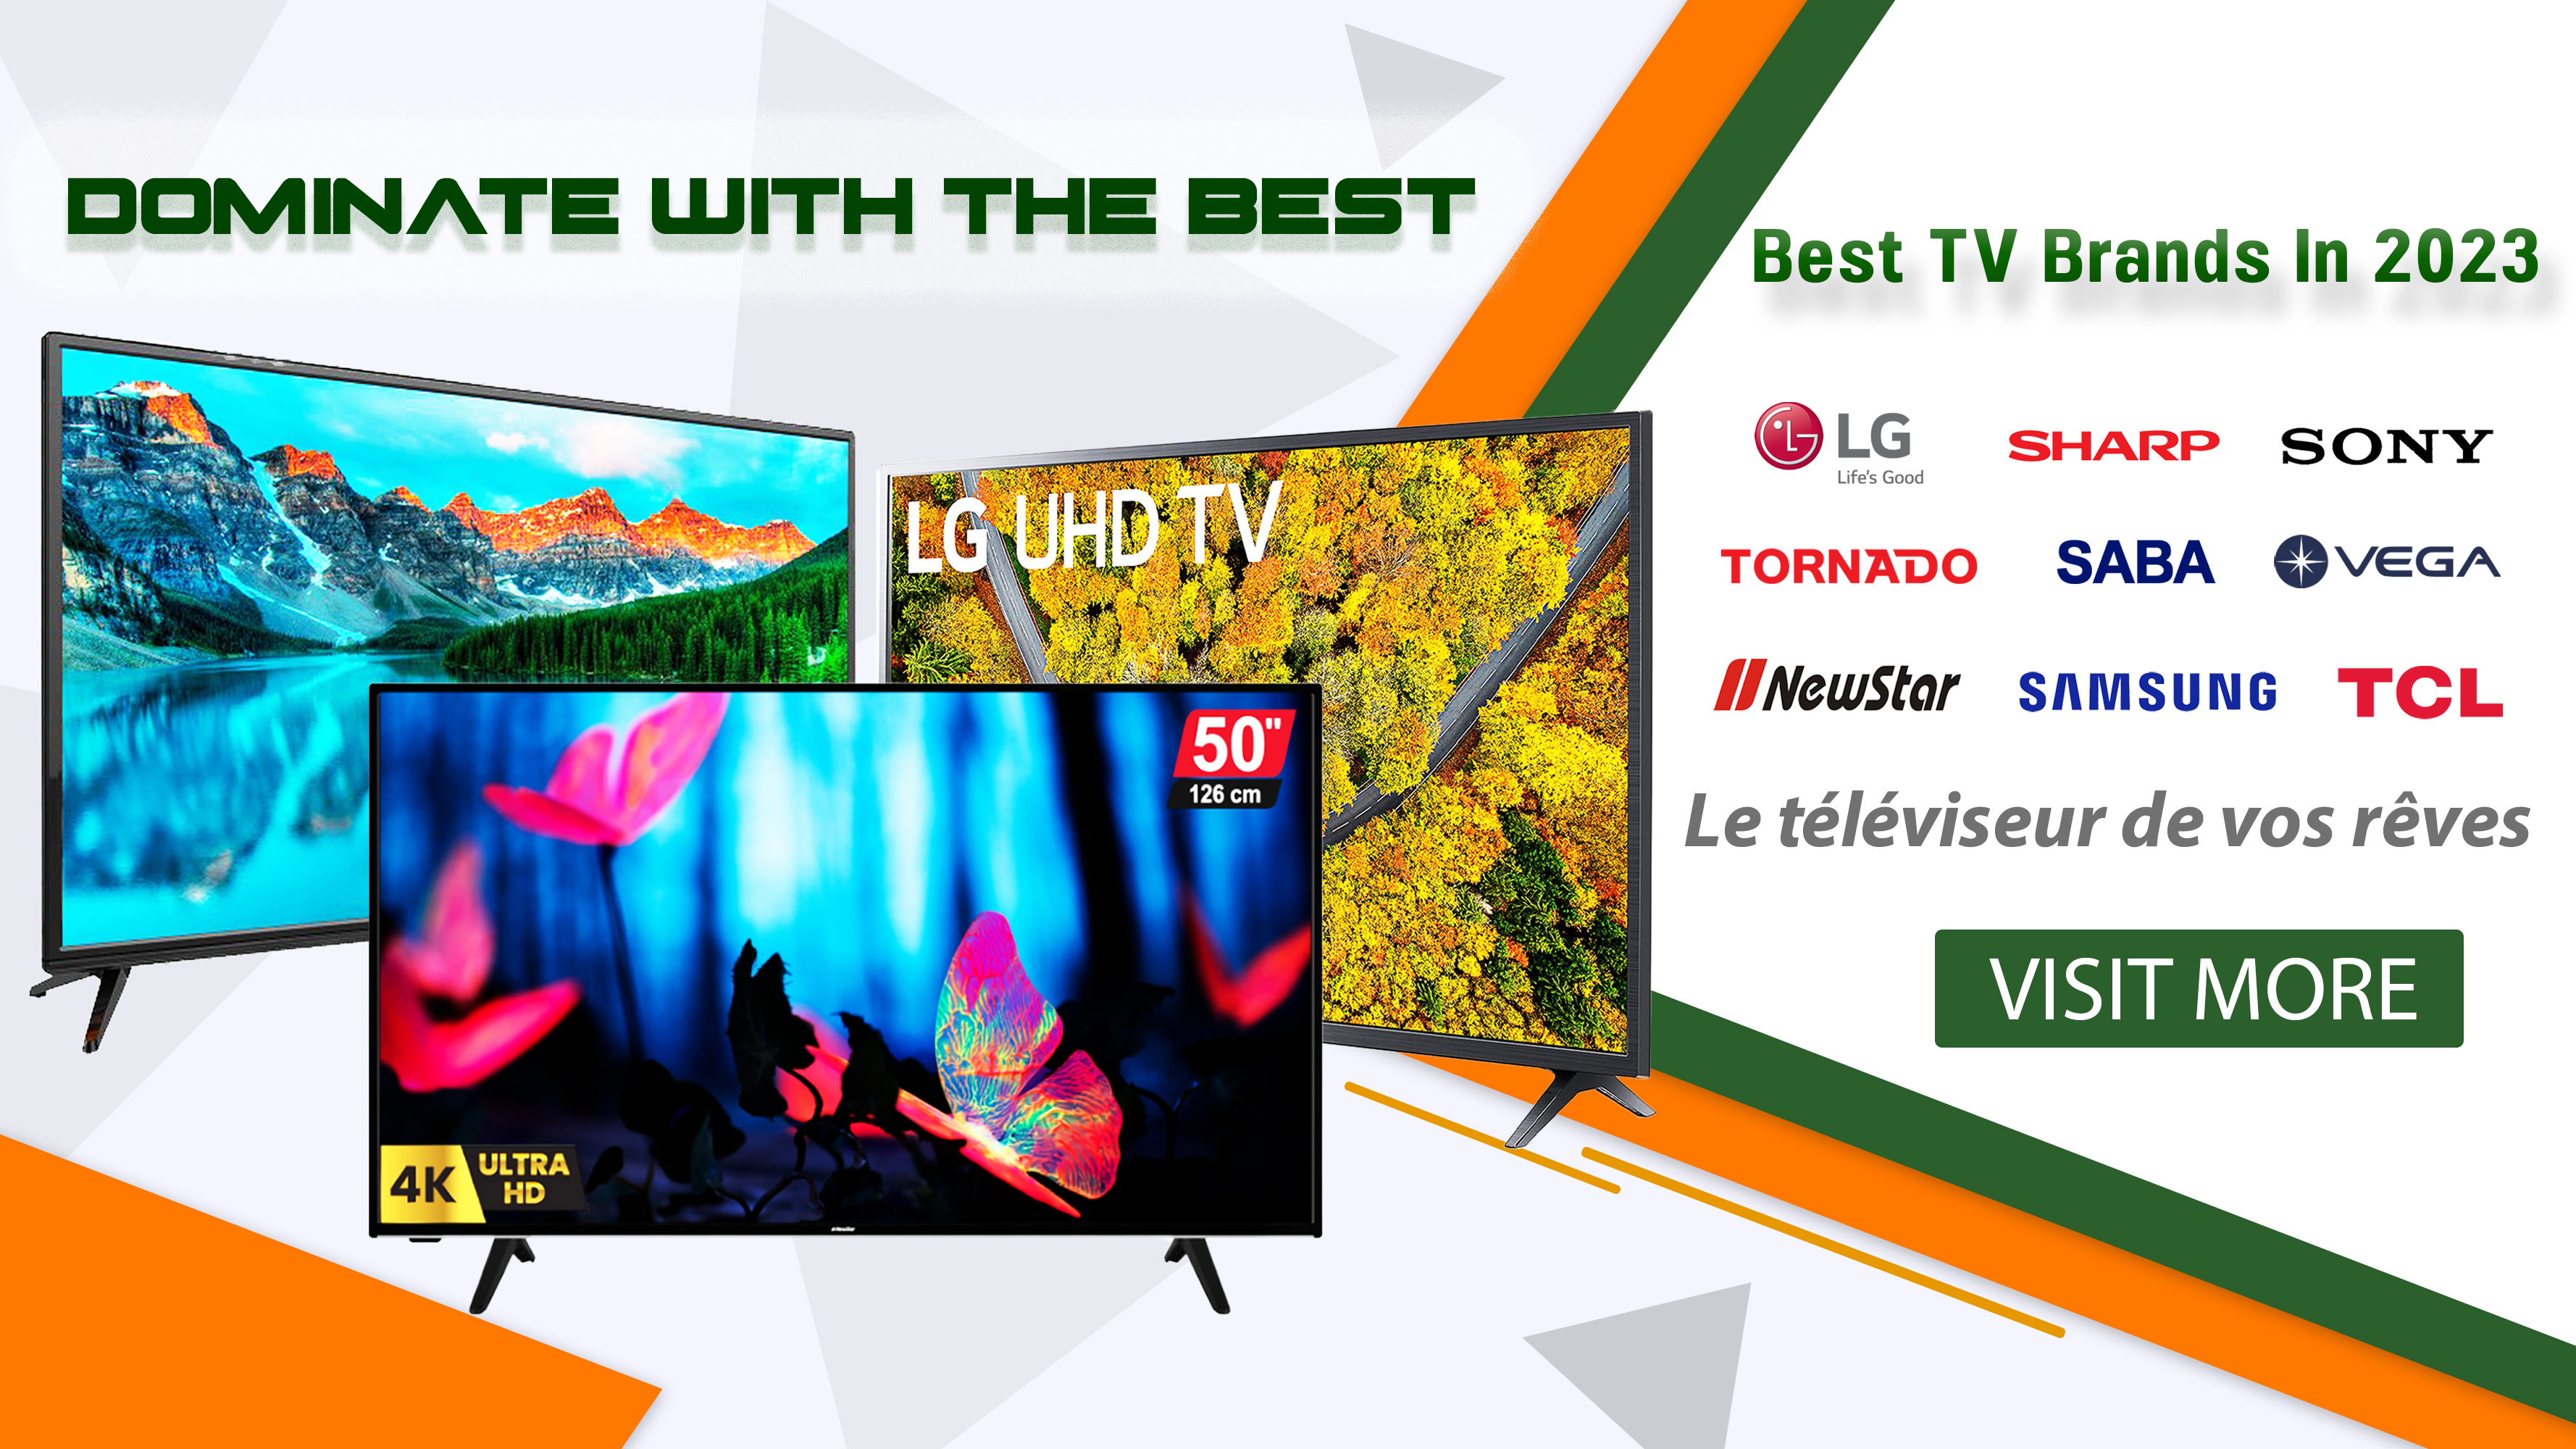 DOMINATE WITH THE BEST
Best TV Brands In 2023
LG
Life's Good
SHARP
SONY
TORNADO
SABA
VEGA
NewStar
SAMSUNG
TCL
Le téléviseur de vos rêves
VISIT MORE
LG UHD TV
50"
126 cm
4K
ULTRA
HD
NewStar